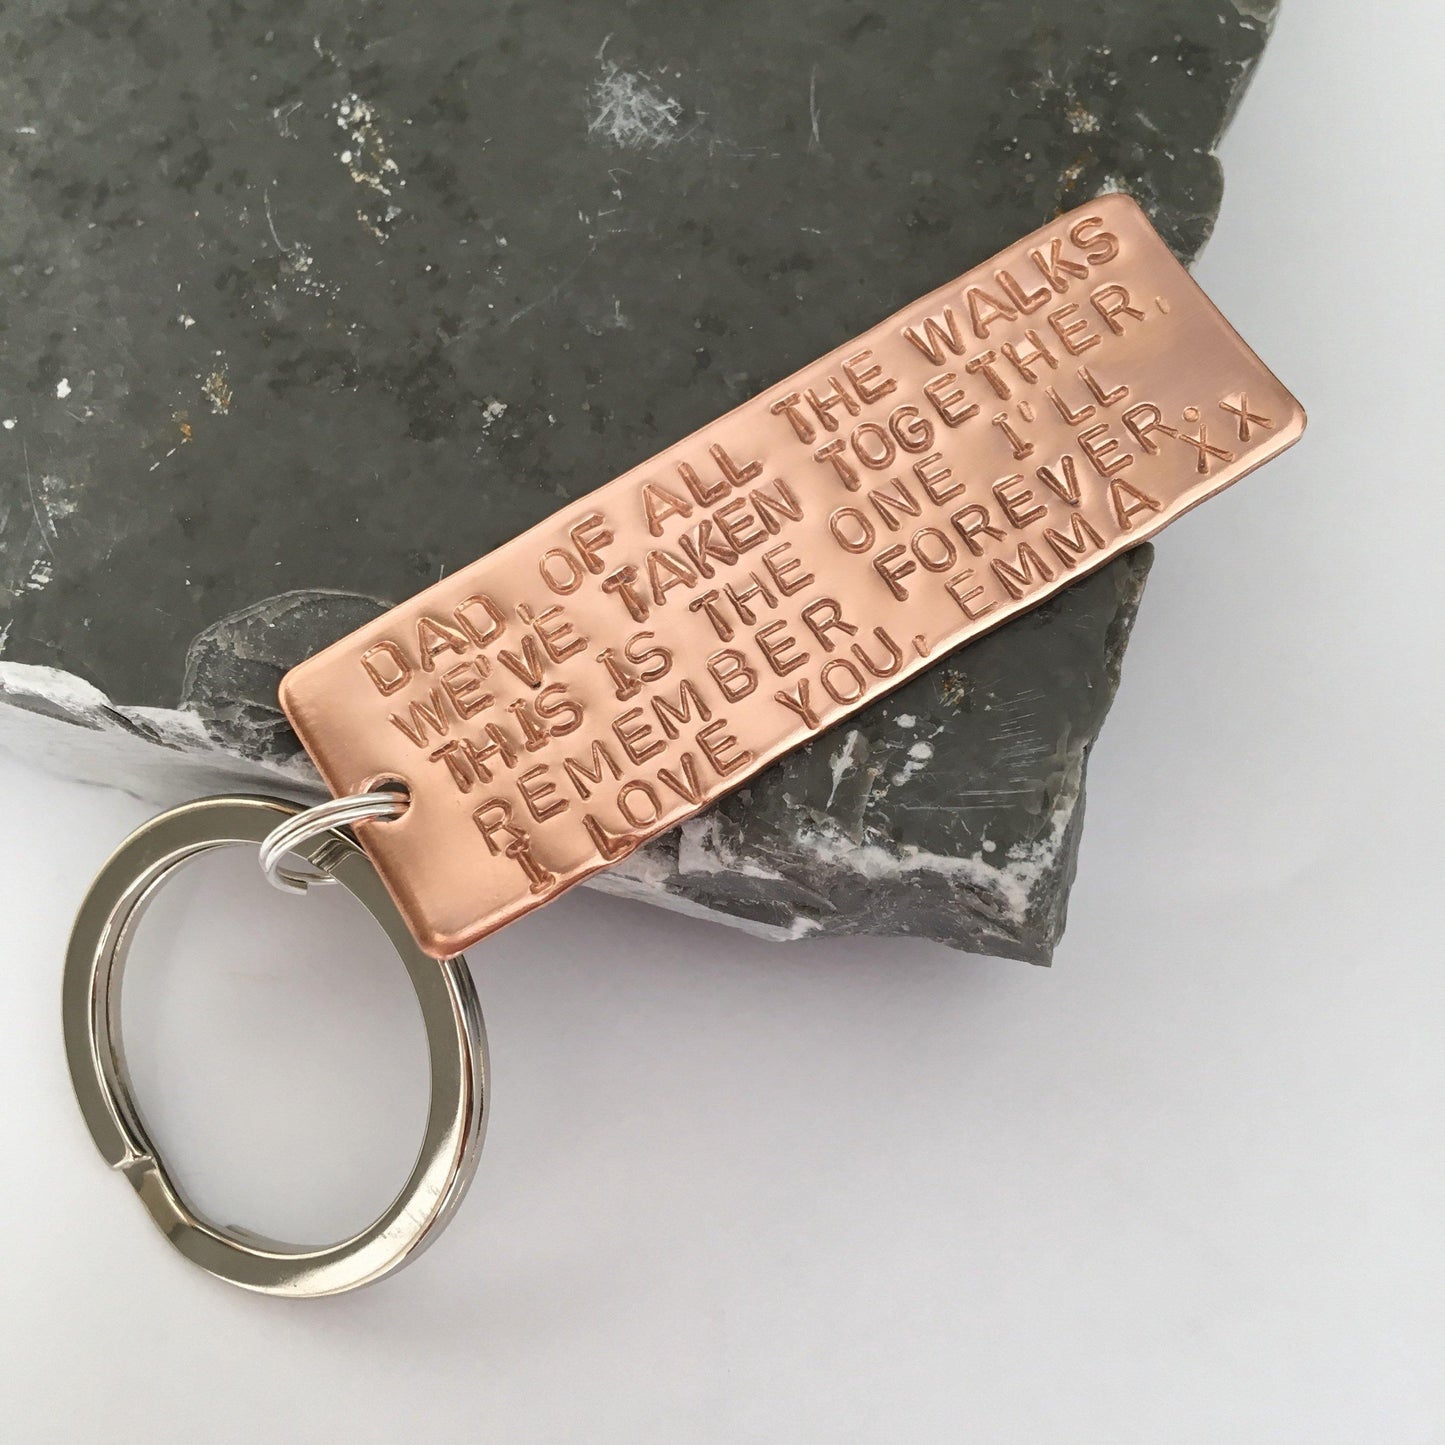 DAD, OF ALL THE WALKS
WE'VE TAKEN TOGETHER,
THIS IS THE ONE I'LL
REMEMBER FOREVER.
I LOVE YOU, EMMA XX